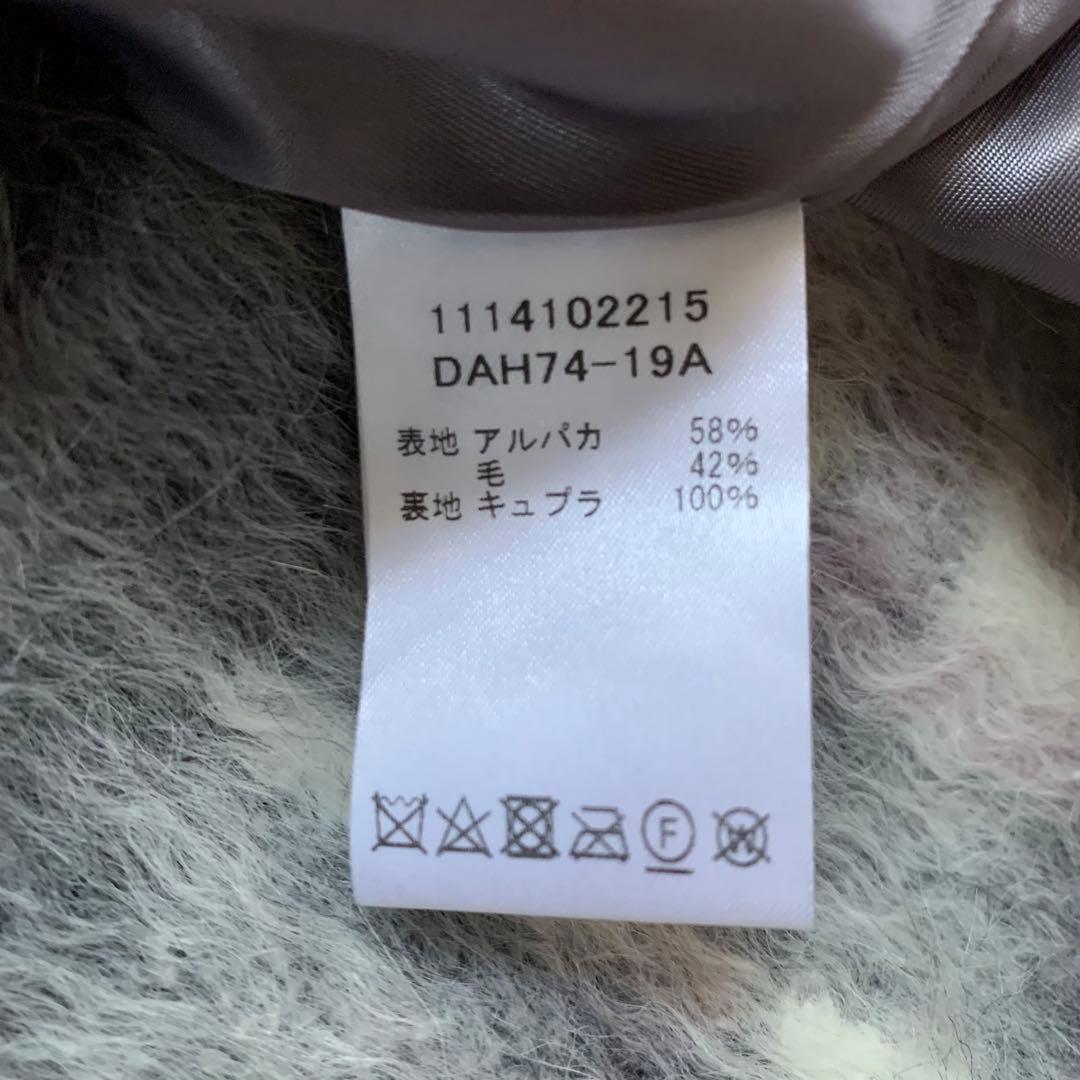 1114102215
DAH74-19A
表地 アルパカ 58%
毛 42%
裏地 キュプラ 100%
F W